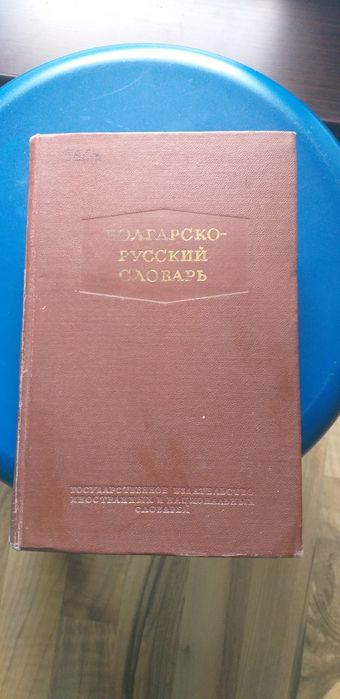 БОЛГАРСКО-
РУССКИЙ
СЛОВАРЬ
ГОСУДАРСТВЕННОЕ ИЗДАТЕЛЬСТВО
ИНОСТРАННЫХ И НАЦИОНАЛЬНЫХ
СЛОВАРЕЙ